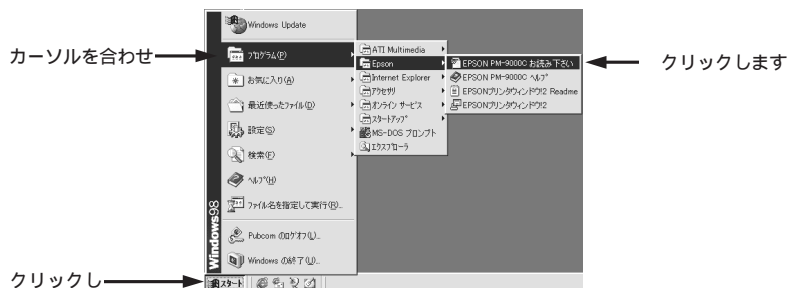 カーソルを合わせ
クリックします
クリックし
Windows98
Windows Update
プログラム(P)
お気に入り(A)
最近使ったファイル(D)
設定(S)
検索(F)
ヘルプ(H)
ファイル名を指定して実行(R)...
Pubcom のログオフ(L)...
Windows の終了(U)...
スタート
ATI Multimedia
Epson
Internet Explorer
アクセサリ
オンライン サービス
スタートアップ
MS-DOS プロンプト
エクスプローラ
EPSON PM-9000C お読み下さい
EPSON PM-9000C ヘルプ
EPSONプリンタウィンドウ!2 Readme
EPSONプリンタウィンドウ!2